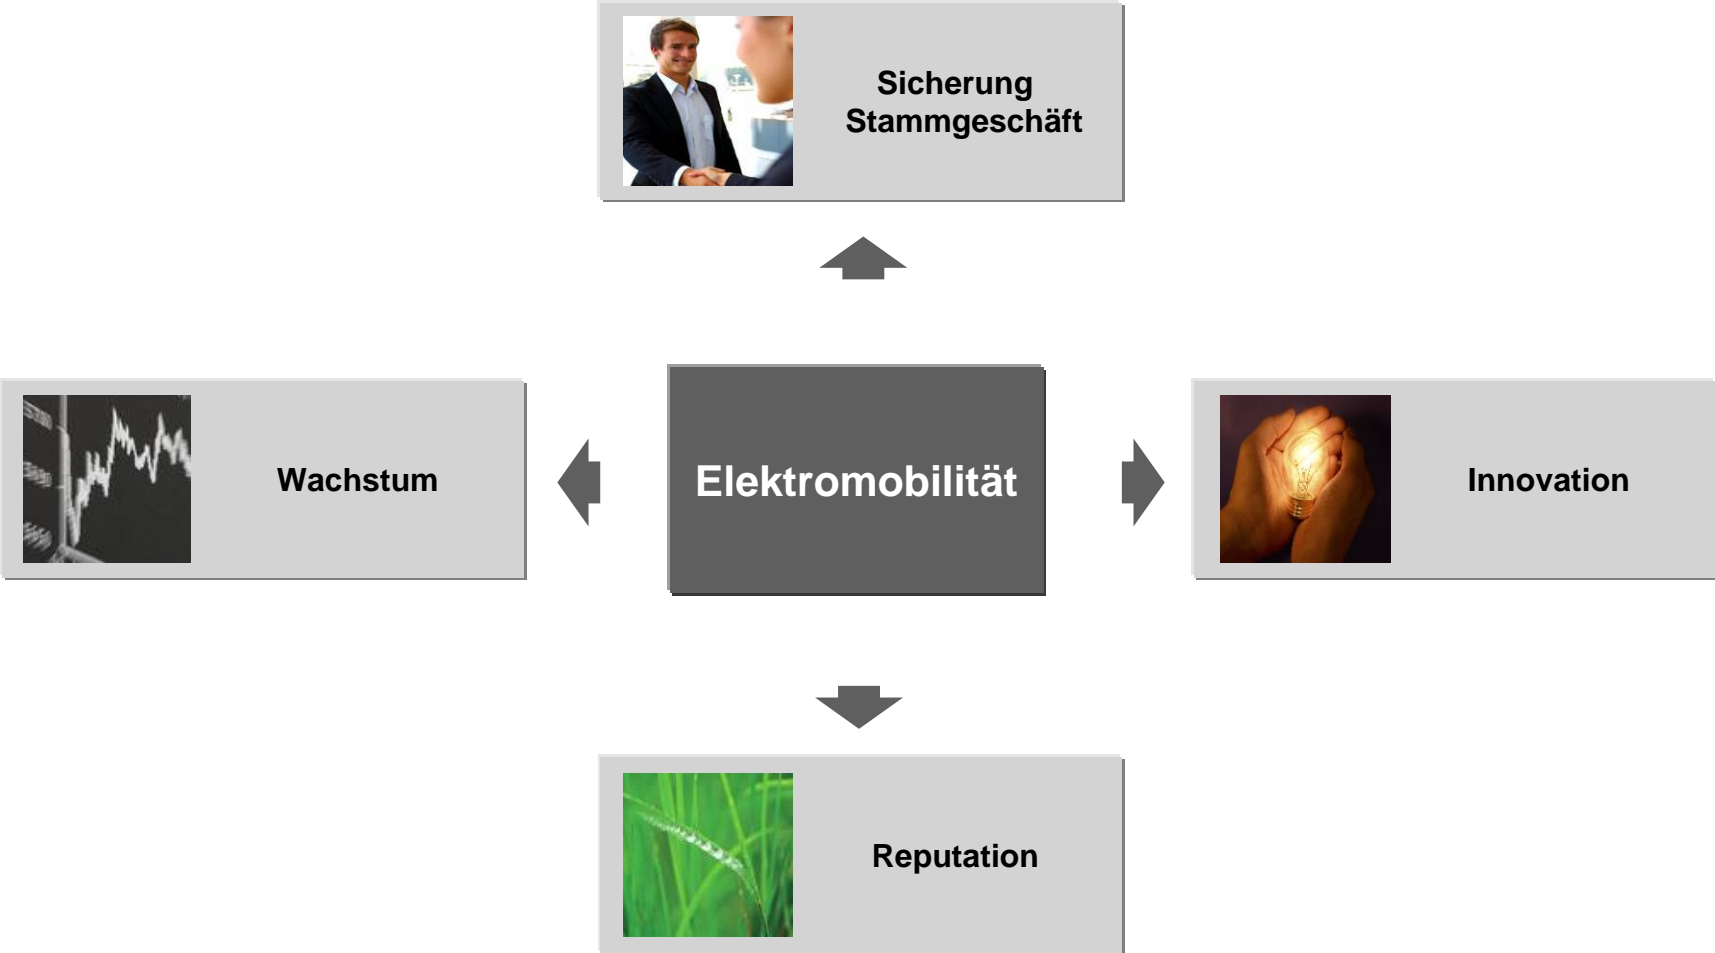 Sicherung
Stammgeschäft
Wachstum
Elektromobilität
Innovation
Reputation